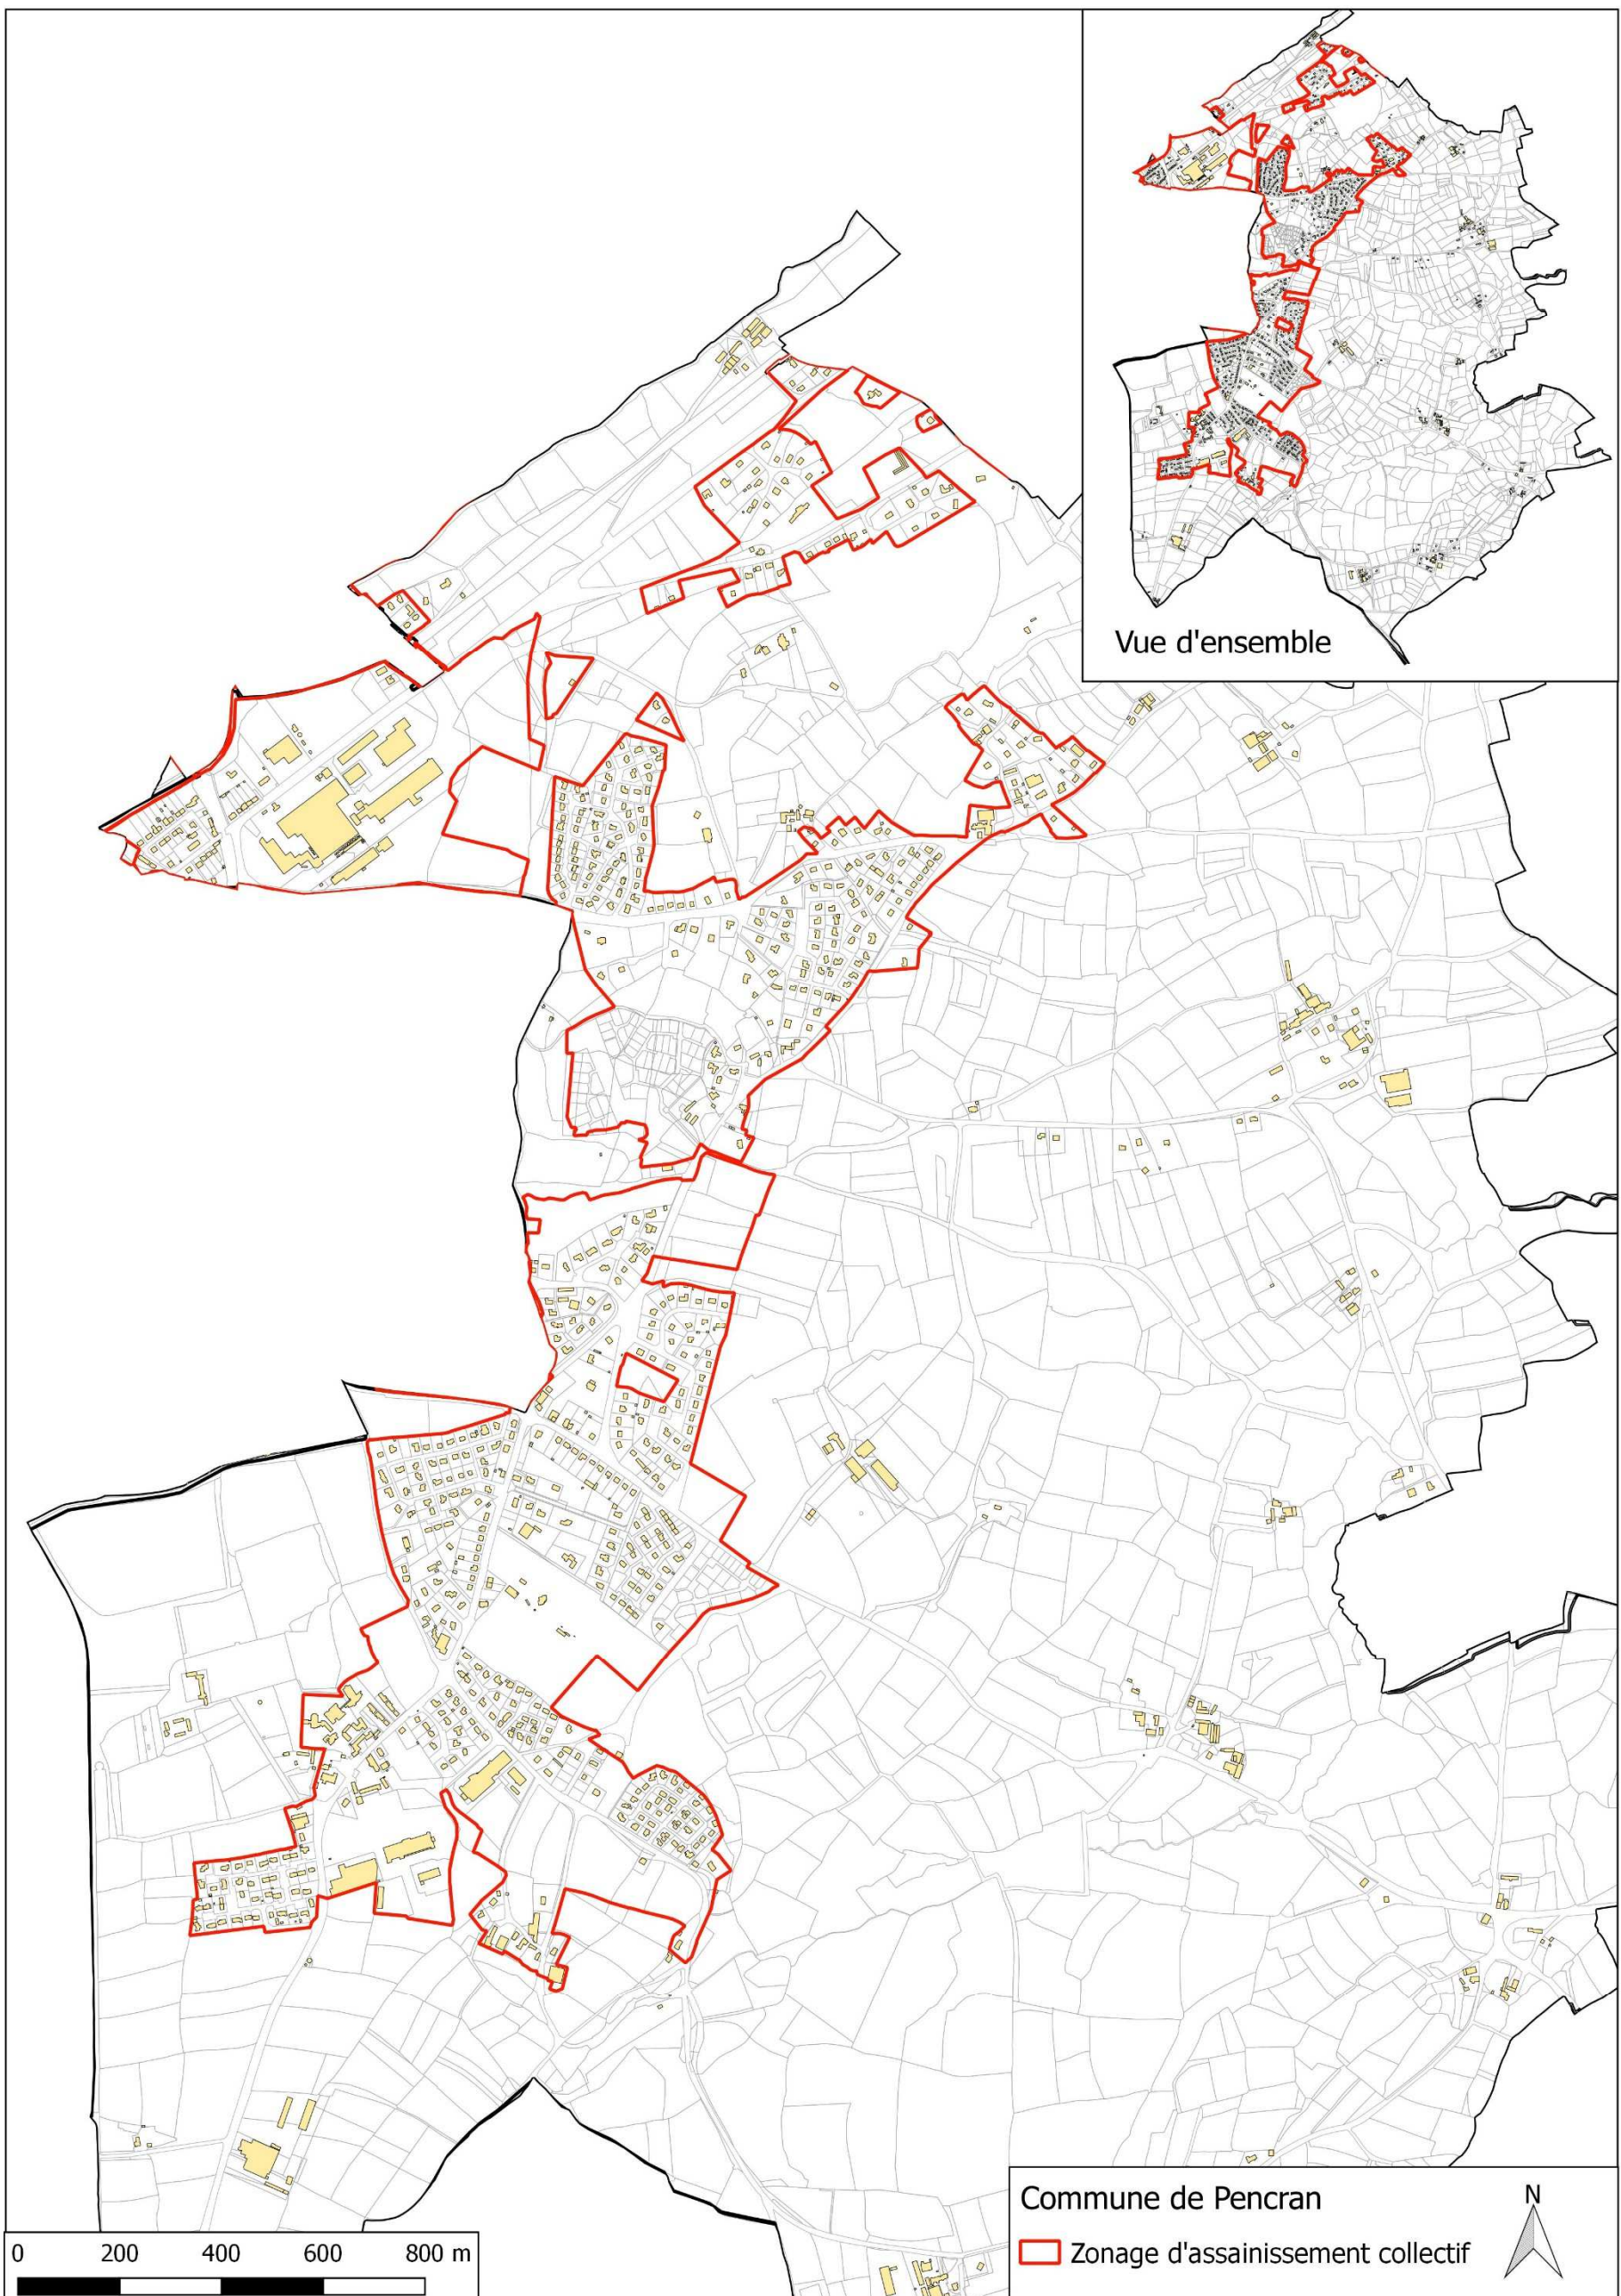 Vue d'ensemble
Commune de Pencran
N
Zonage d'assainissement collectif
0 200 400 600 800 m